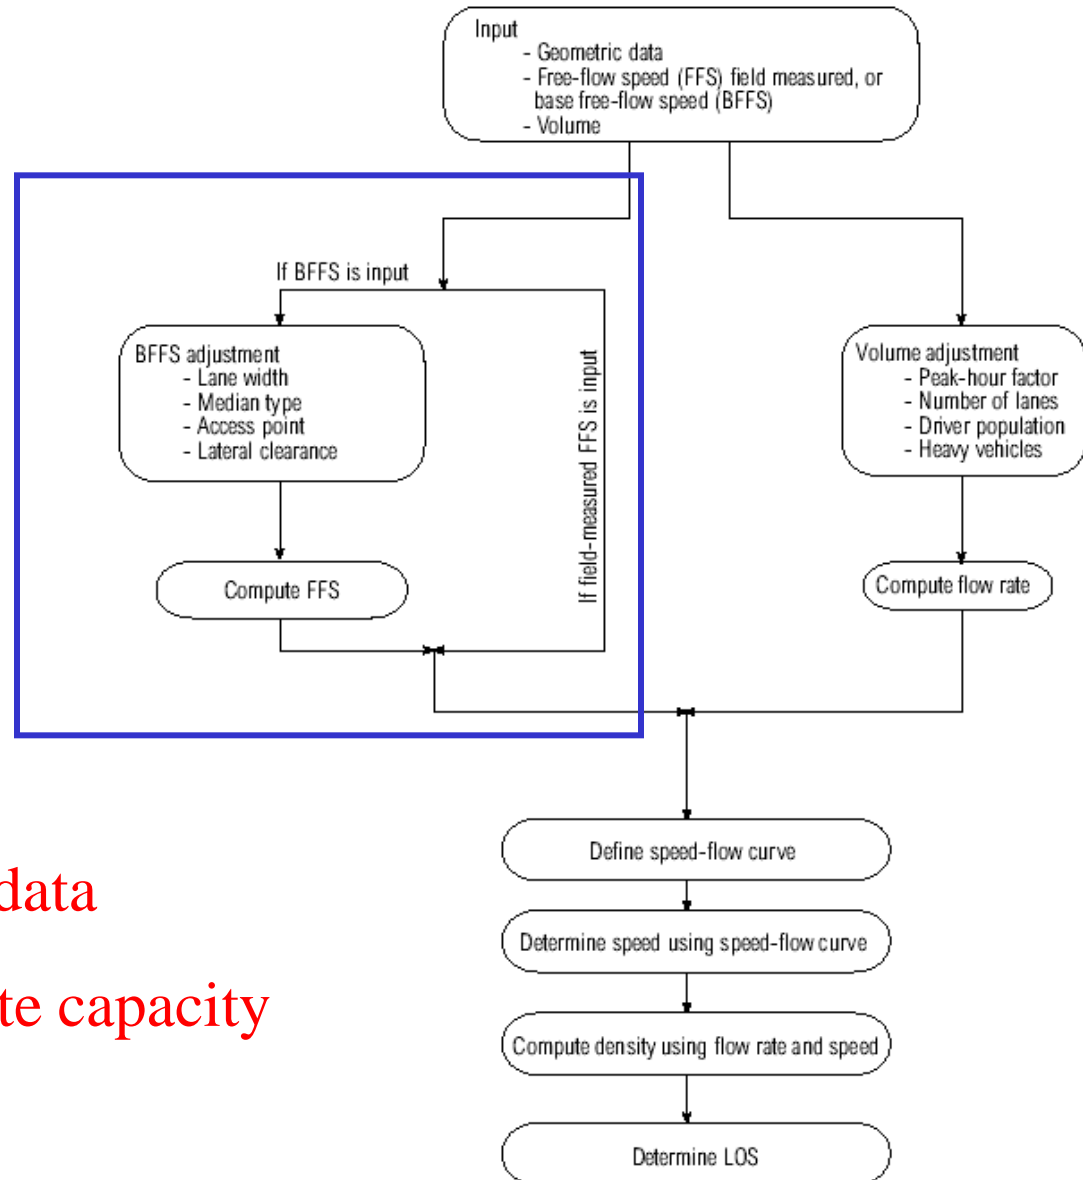 Input
- Geometric data
- Free-flow speed (FFS) field measured, or
base free-flow speed (BFFS)
- Volume
If BFFS is input
BFFS adjustment
- Lane width
- Median type
- Access point
- Lateral clearance
If field-measured FFS is input
Volume adjustment
- Peak-hour factor
- Number of lanes
- Driver population
- Heavy vehicles
Compute FFS
Compute flow rate
Define speed-flow curve
data
Determine speed using speed-flow curve
te capacity
Compute density using flow rate and speed
Determine LOS